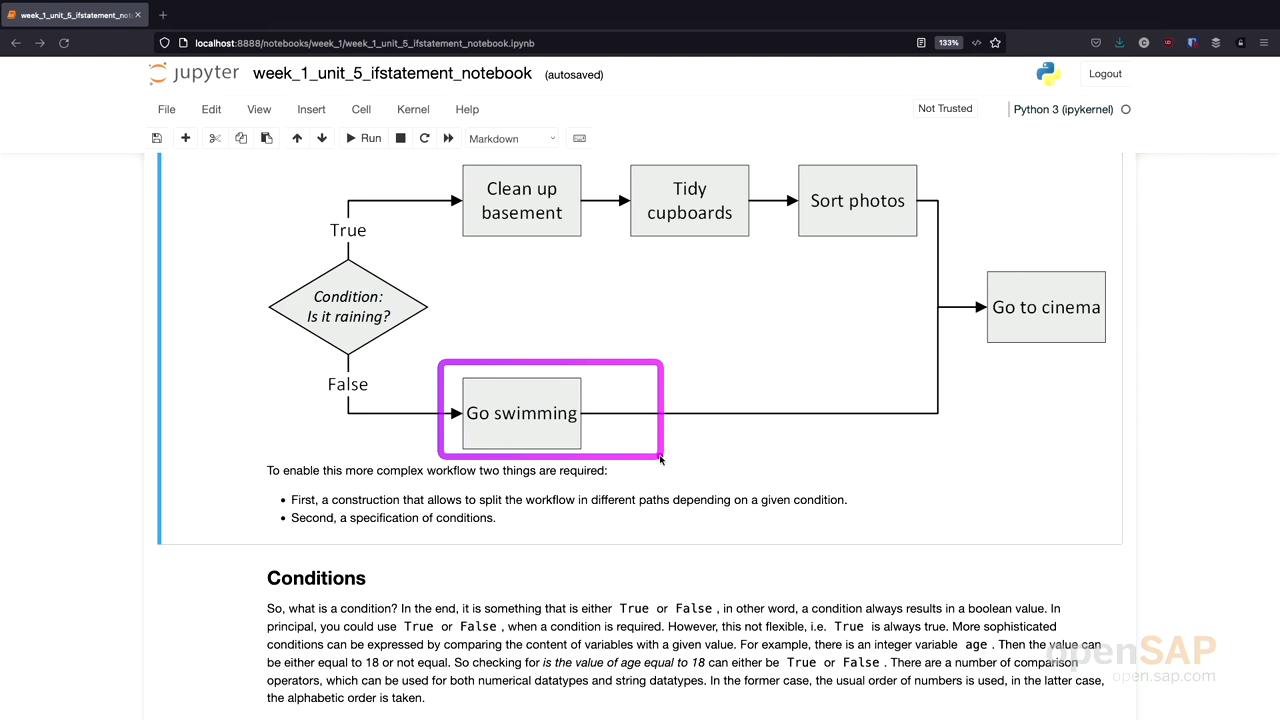 week_1_unit_5_ifstatement_not
localhost:8888/notebooks/week_1/week_1_unit_5_ifstatement_notebook.ipynb
133%
jupyter week_1_unit_5_ifstatement_notebook (autosaved)
Logout
File Edit View Insert Cell Kernel Help
Not Trusted
Python 3 (ipykernel)
Run
Markdown
Clean up
basement
Tidy
cupboards
Sort photos
True
Condition:
Is it raining?
Go to cinema
False
Go swimming
To enable this more complex workflow two things are required:
• First, a construction that allows to split the workflow in different paths depending on a given condition.
• Second, a specification of conditions.
Conditions
So, what is a condition? In the end, it is something that is either True or False , in other word, a condition always results in a boolean value. In
principal, you could use True or False , when a condition is required. However, this not flexible, i.e. True is always true. More sophisticated
conditions can be expressed by comparing the content of variables with a given value. For example, there is an integer variable age . Then the value can
be either equal to 18 or not equal. So checking for is the value of age equal to 18 can either be True or False . There are a number of comparison
operators, which can be used for both numerical datatypes and string datatypes. In the former case, the usual order of numbers is used, in the latter case,
the alphabetic order is taken.
openSAP
open.sap.com